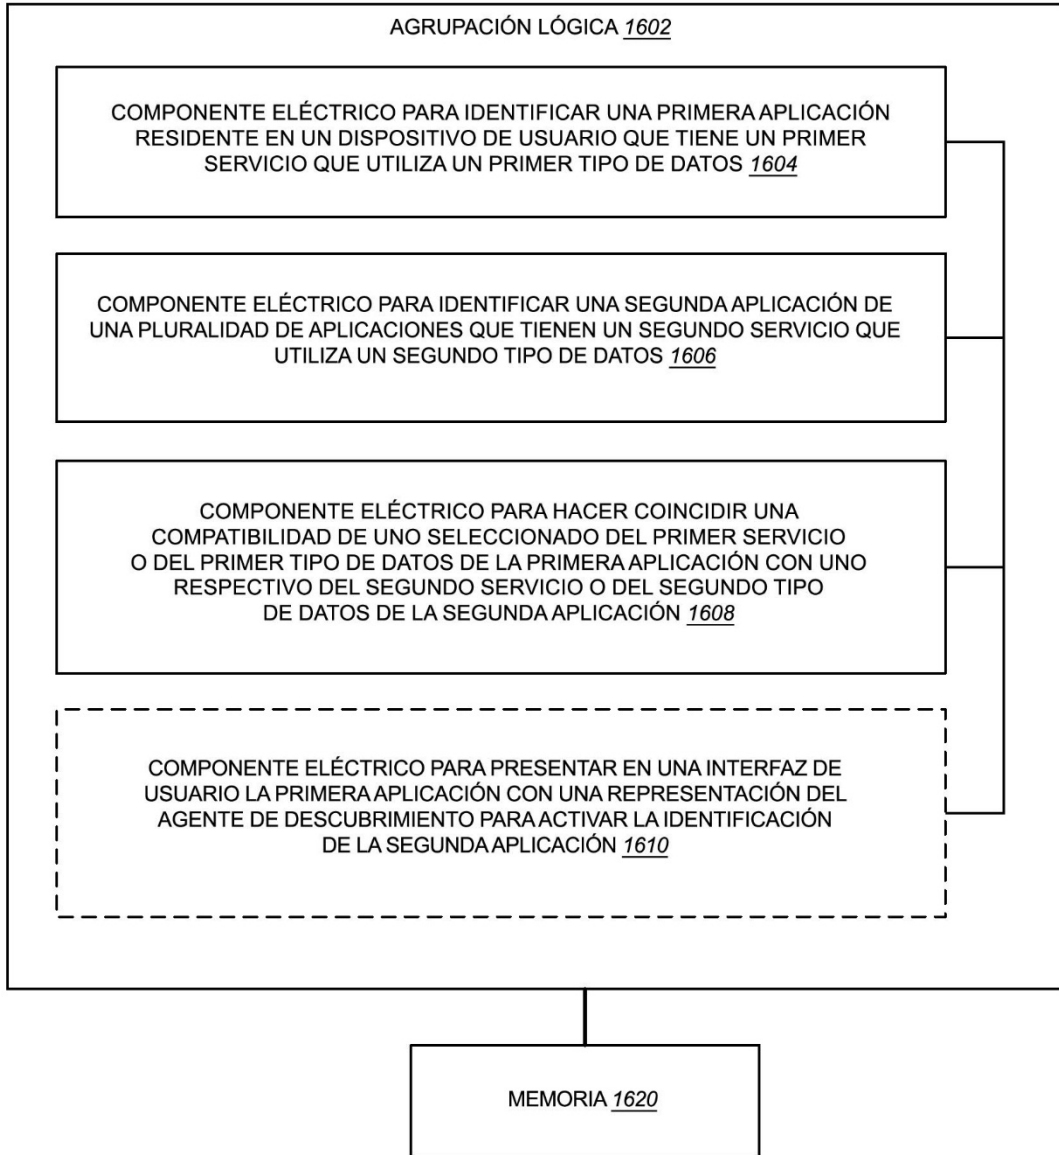 AGRUPACIÓN LÓGICA 1602
COMPONENTE ELÉCTRICO PARA IDENTIFICAR UNA PRIMERA APLICACIÓN
RESIDENTE EN UN DISPOSITIVO DE USUARIO QUE TIENE UN PRIMER
SERVICIO QUE UTILIZA UN PRIMER TIPO DE DATOS 1604
COMPONENTE ELÉCTRICO PARA IDENTIFICAR UNA SEGUNDA APLICACIÓN DE
UNA PLURALIDAD DE APLICACIONES QUE TIENEN UN SEGUNDO SERVICIO QUE
UTILIZA UN SEGUNDO TIPO DE DATOS 1606
COMPONENTE ELÉCTRICO PARA HACER COINCIDIR UNA
COMPATIBILIDAD DE UNO SELECCIONADO DEL PRIMER SERVICIO
O DEL PRIMER TIPO DE DATOS DE LA PRIMERA APLICACIÓN CON UNO
RESPECTIVO DEL SEGUNDO SERVICIO O DEL SEGUNDO TIPO
DE DATOS DE LA SEGUNDA APLICACIÓN 1608
COMPONENTE ELÉCTRICO PARA PRESENTAR EN UNA INTERFAZ DE
USUARIO LA PRIMERA APLICACIÓN CON UNA REPRESENTACIÓN DEL
AGENTE DE DESCUBRIMIENTO PARA ACTIVAR LA IDENTIFICACIÓN
DE LA SEGUNDA APLICACIÓN 1610
MEMORIA 1620